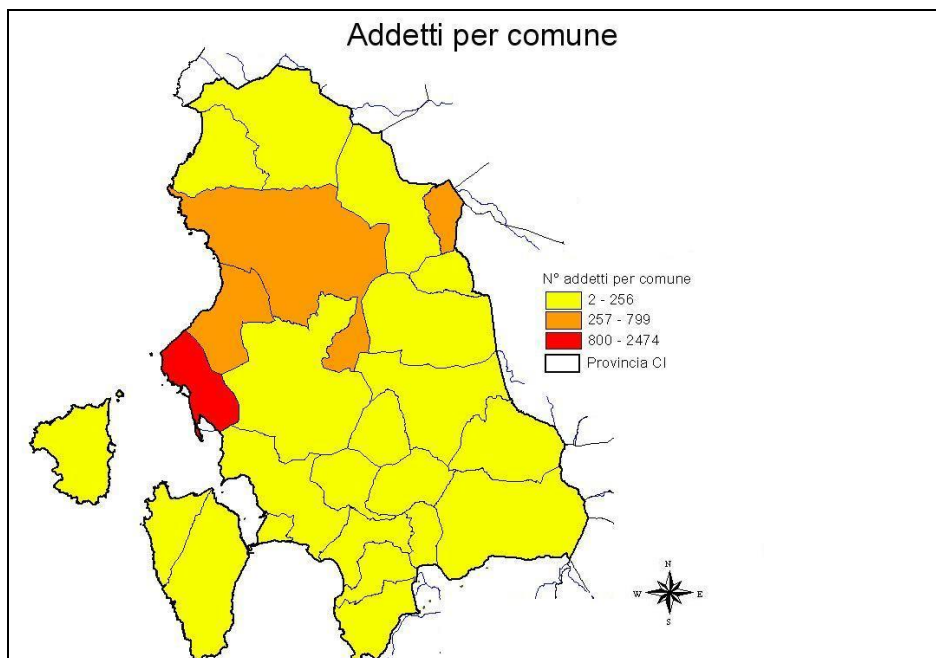 Addetti per comune
N° addetti per comune
2 - 256
257 - 799
800 - 2474
Provincia CI
N
W E
S